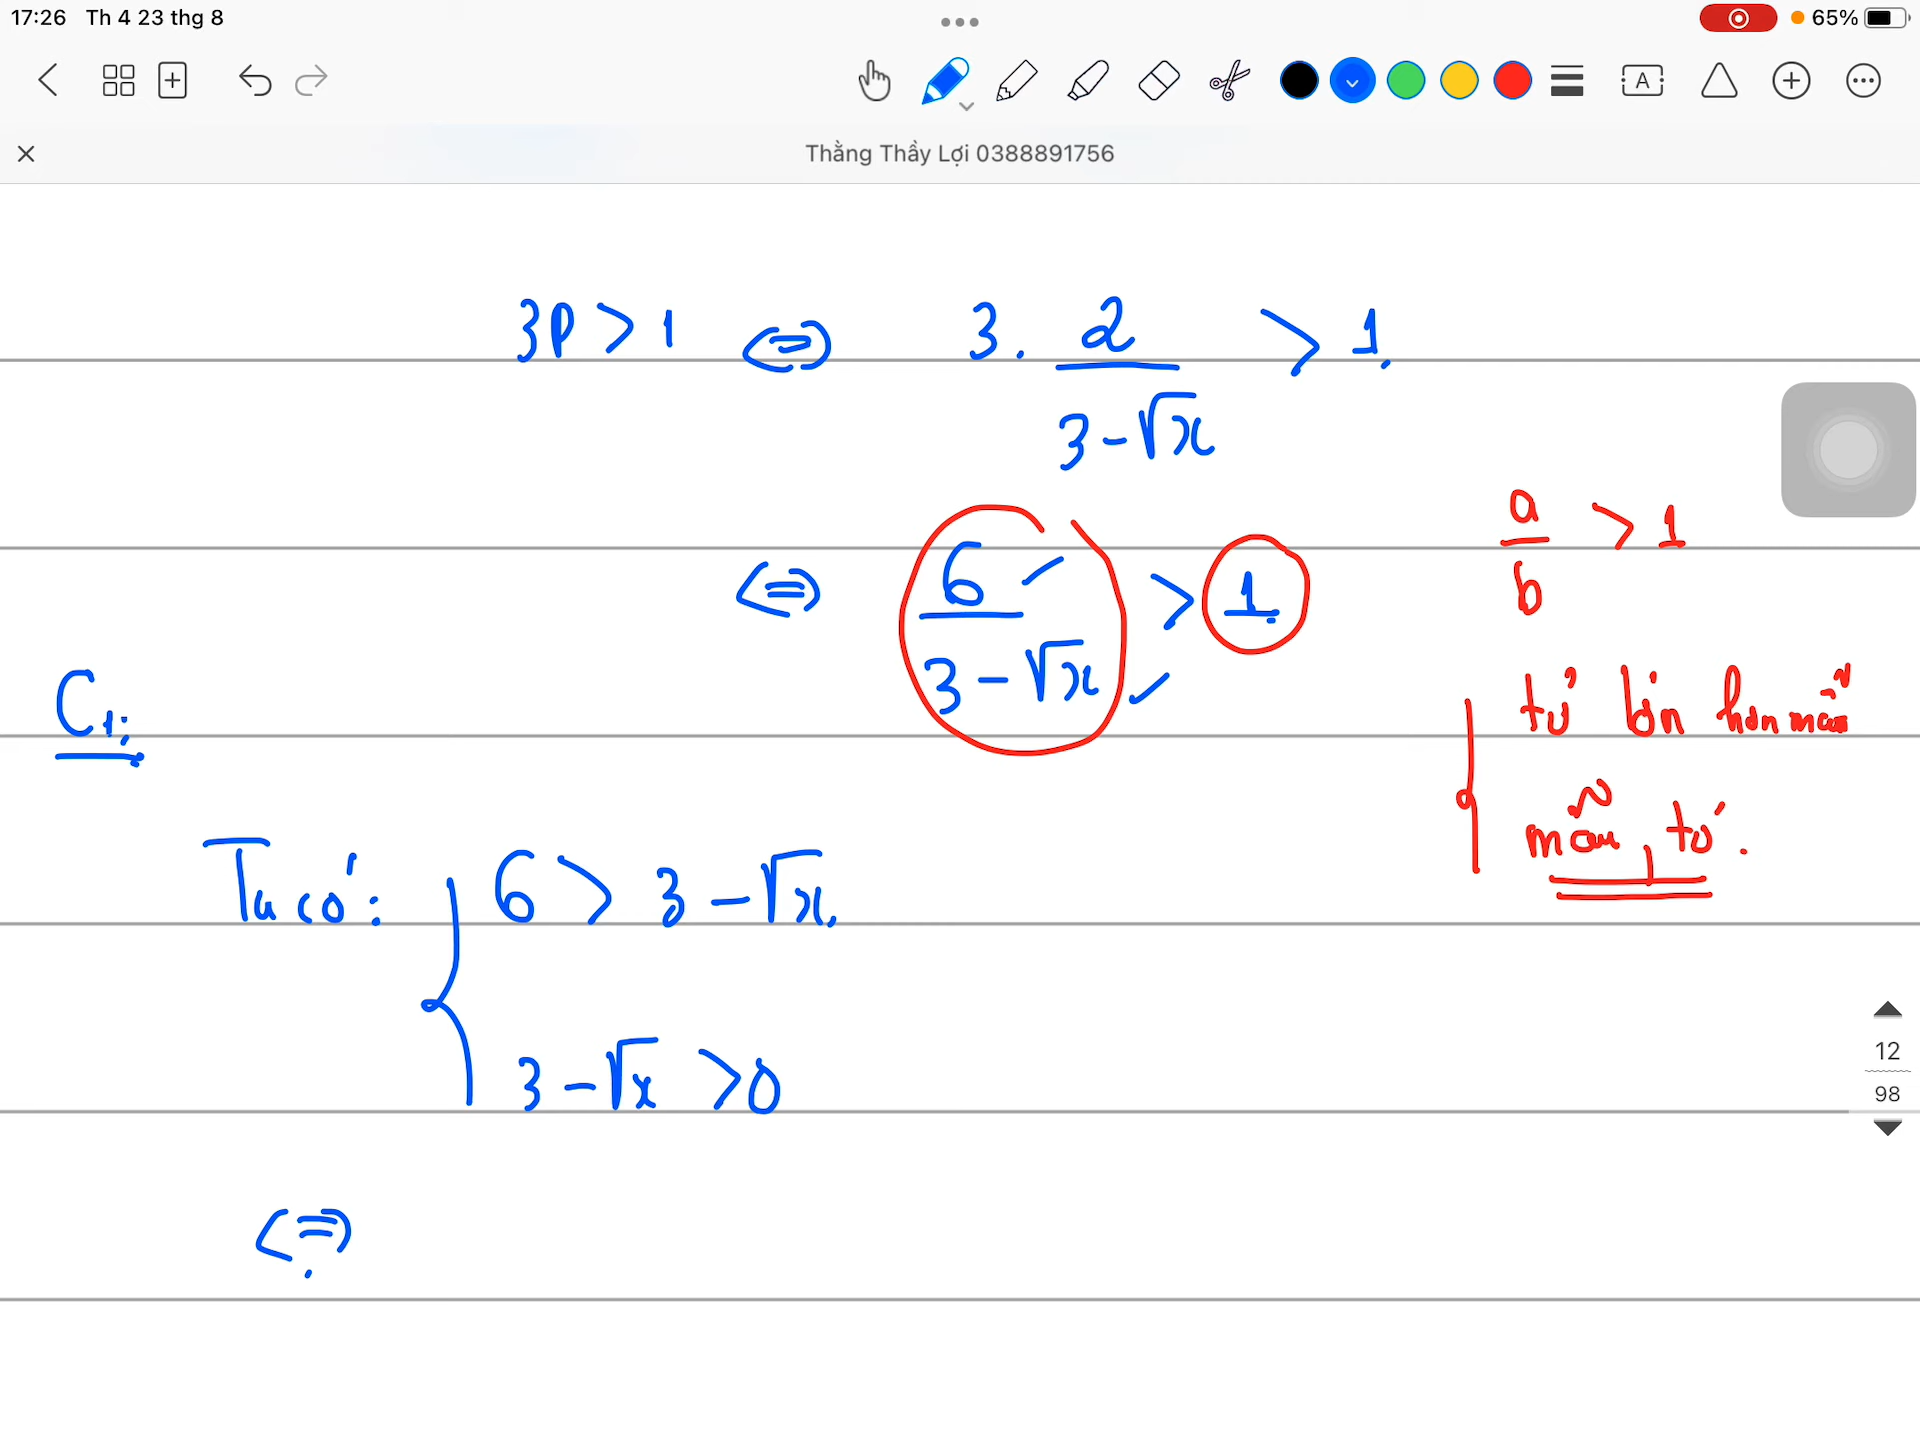 17:26 Th 4 23 thg 8
65%
A
Thằng Thầy Lợi 0388891756
3P > 1 <=> 3. 2/(3-√x) > 1.
a/b > 1
<=> 6/(3-√x) > 1
C1:
tử lớn hơn mẫu
mẫu, tử.
Ta có: { 6 > 3-√x.
3-√x > 0
12
98
<=>